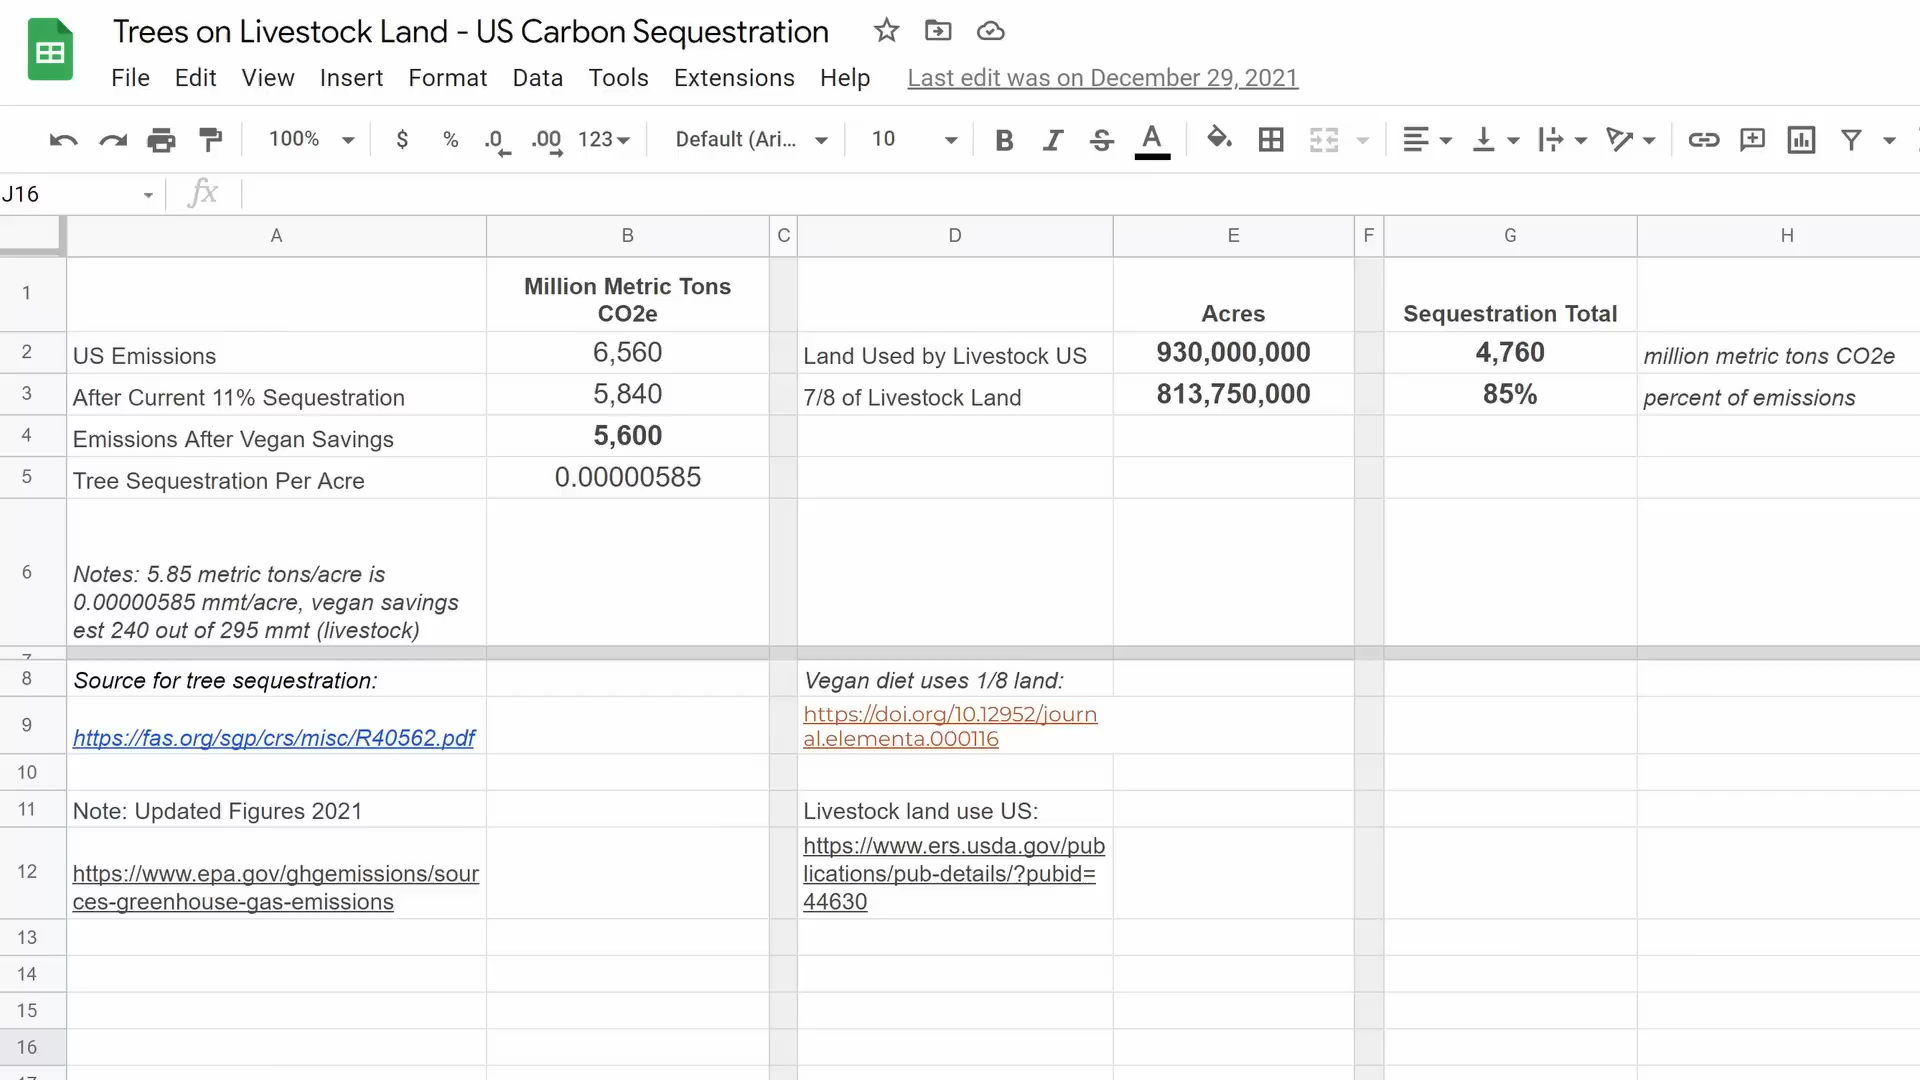 Trees on Livestock Land - US Carbon Sequestration
File Edit View Insert Format Data Tools Extensions Help Last edit was on December 29, 2021
100% $ % .0 .00 123 Default (Ari... 10 B I S A
J16 fx
A B C D E F G H
1 Million Metric Tons
CO2e Acres Sequestration Total
2 US Emissions 6,560 Land Used by Livestock US 930,000,000 4,760 million metric tons CO2e
3 After Current 11% Sequestration 5,840 7/8 of Livestock Land 813,750,000 85% percent of emissions
4 Emissions After Vegan Savings 5,600
5 Tree Sequestration Per Acre 0.00000585
6 Notes: 5.85 metric tons/acre is
0.00000585 mmt/acre, vegan savings
est 240 out of 295 mmt (livestock)
8 Source for tree sequestration: Vegan diet uses 1/8 land:
9 https://fas.org/sgp/crs/misc/R40562.pdf https://doi.org/10.12952/journ
al.elementa.000116
10
11 Note: Updated Figures 2021 Livestock land use US:
12 https://www.epa.gov/ghgemissions/sour
ces-greenhouse-gas-emissions https://www.ers.usda.gov/pub
lications/pub-details/?pubid=
44630
13
14
15
16